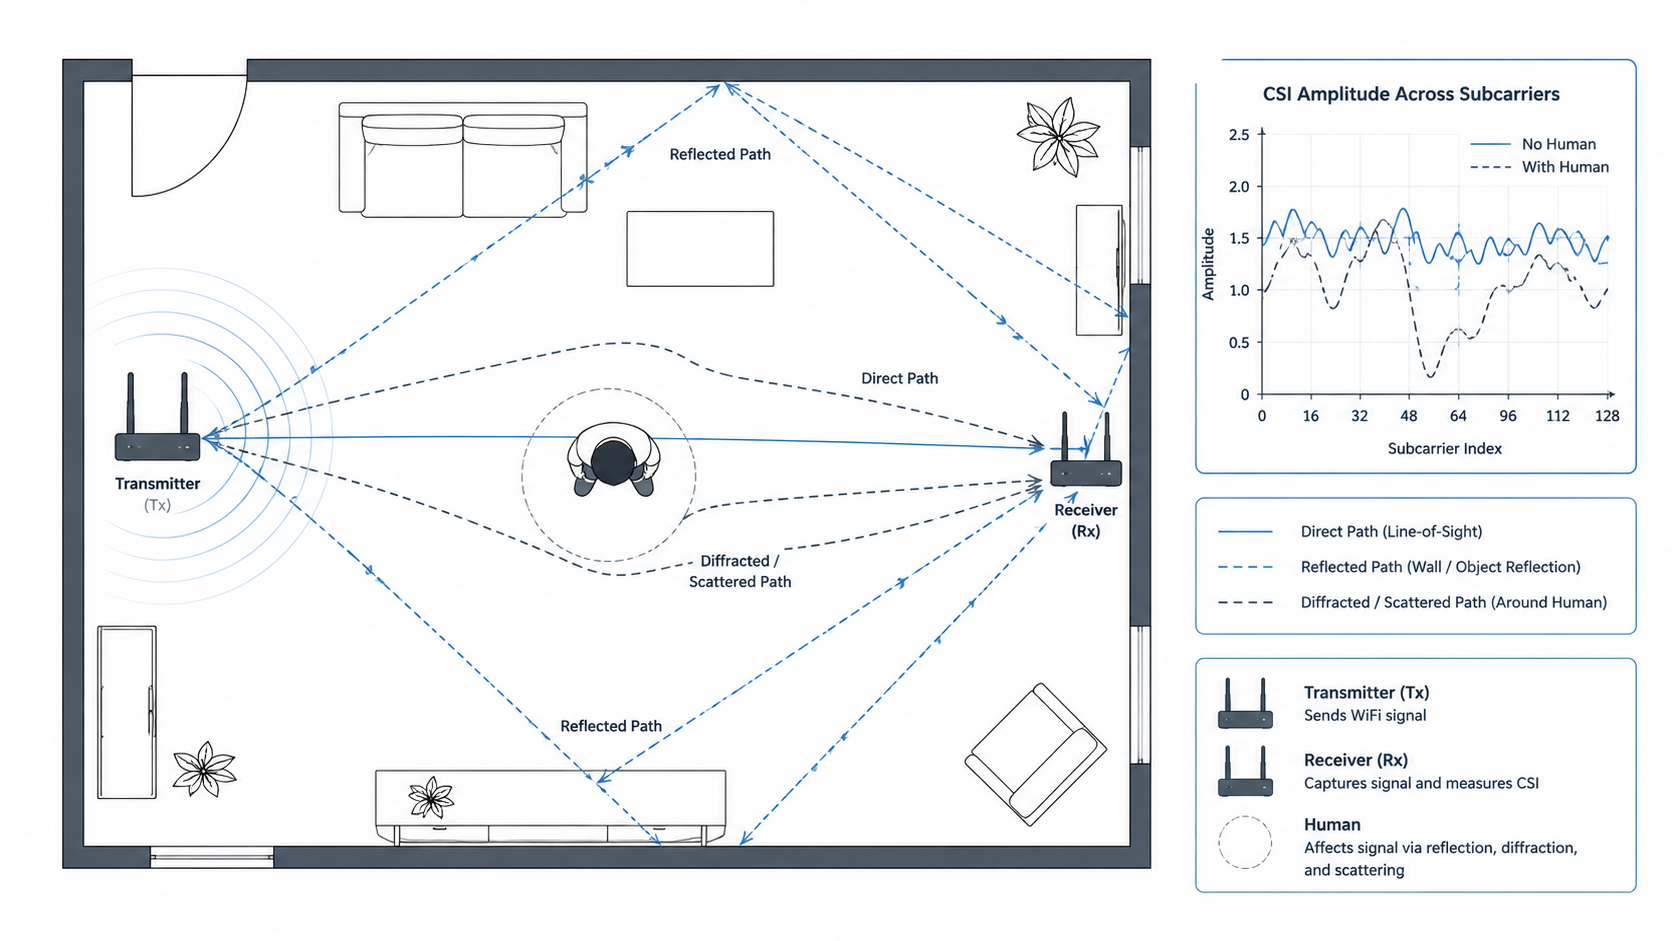 Reflected Path
Direct Path
Transmitter
(Tx)
Receiver
(Rx)
Diffracted /
Scattered Path
Reflected Path
CSI Amplitude Across Subcarriers
No Human
With Human
Amplitude
2.5
2.0
1.5
1.0
0.5
0
0 16 32 48 64 96 112 128
Subcarrier Index
Direct Path (Line-of-Sight)
Reflected Path (Wall / Object Reflection)
Diffracted / Scattered Path (Around Human)
Transmitter (Tx)
Sends WiFi signal
Receiver (Rx)
Captures signal and measures CSI
Human
Affects signal via reflection, diffraction,
and scattering